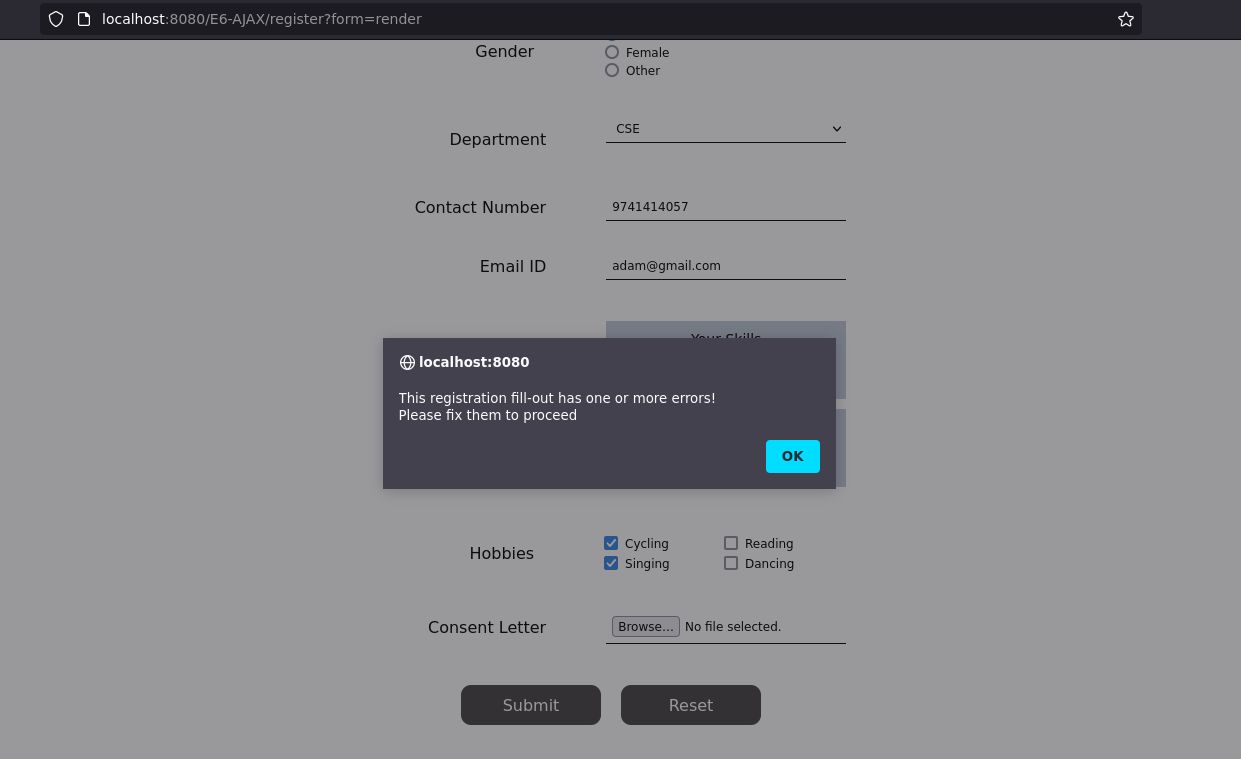 localhost:8080/E6-AJAX/register?form=render
Gender
Female
Other
Department
CSE
Contact Number
9741414057
Email ID
adam@gmail.com
Your Skills
localhost:8080
This registration fill-out has one or more errors!
Please fix them to proceed
OK
Hobbies
Cycling
Reading
Singing
Dancing
Consent Letter
Browse... No file selected.
Submit
Reset